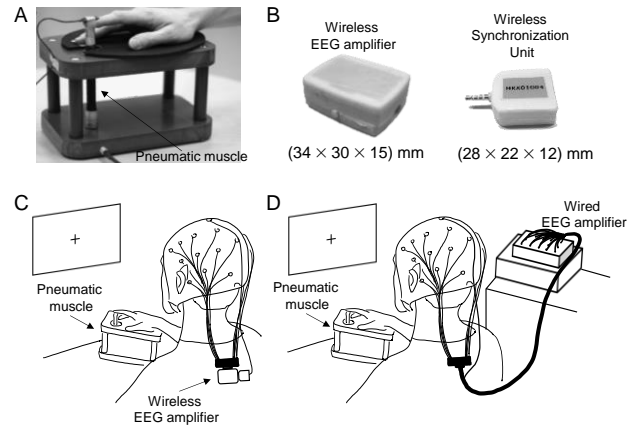 A
Pneumatic muscle
B
Wireless
EEG amplifier
(34 × 30 × 15) mm
Wireless
Synchronization
Unit
HKAD1004
(28 × 22 × 12) mm
C
Pneumatic
muscle
Wireless
EEG amplifier
D
Wired
EEG amplifier
Pneumatic
muscle